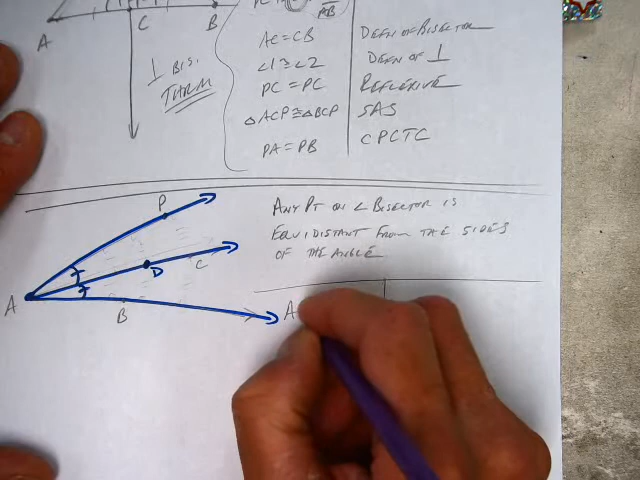 A C B
⊥ BIS.
THRM
AB
AC = CB DEFN OF BISECTOR
∠1 ≅ ∠2 DEFN OF ⊥
PC = PC REFLEXIVE
△ACP ≅ △BCP SAS
PA = PB CPCTC
P
D C
A B
ANY PT ON ∠ BISECTOR IS
EQUIDISTANT FROM THE SIDES
OF THE ANGLE
A